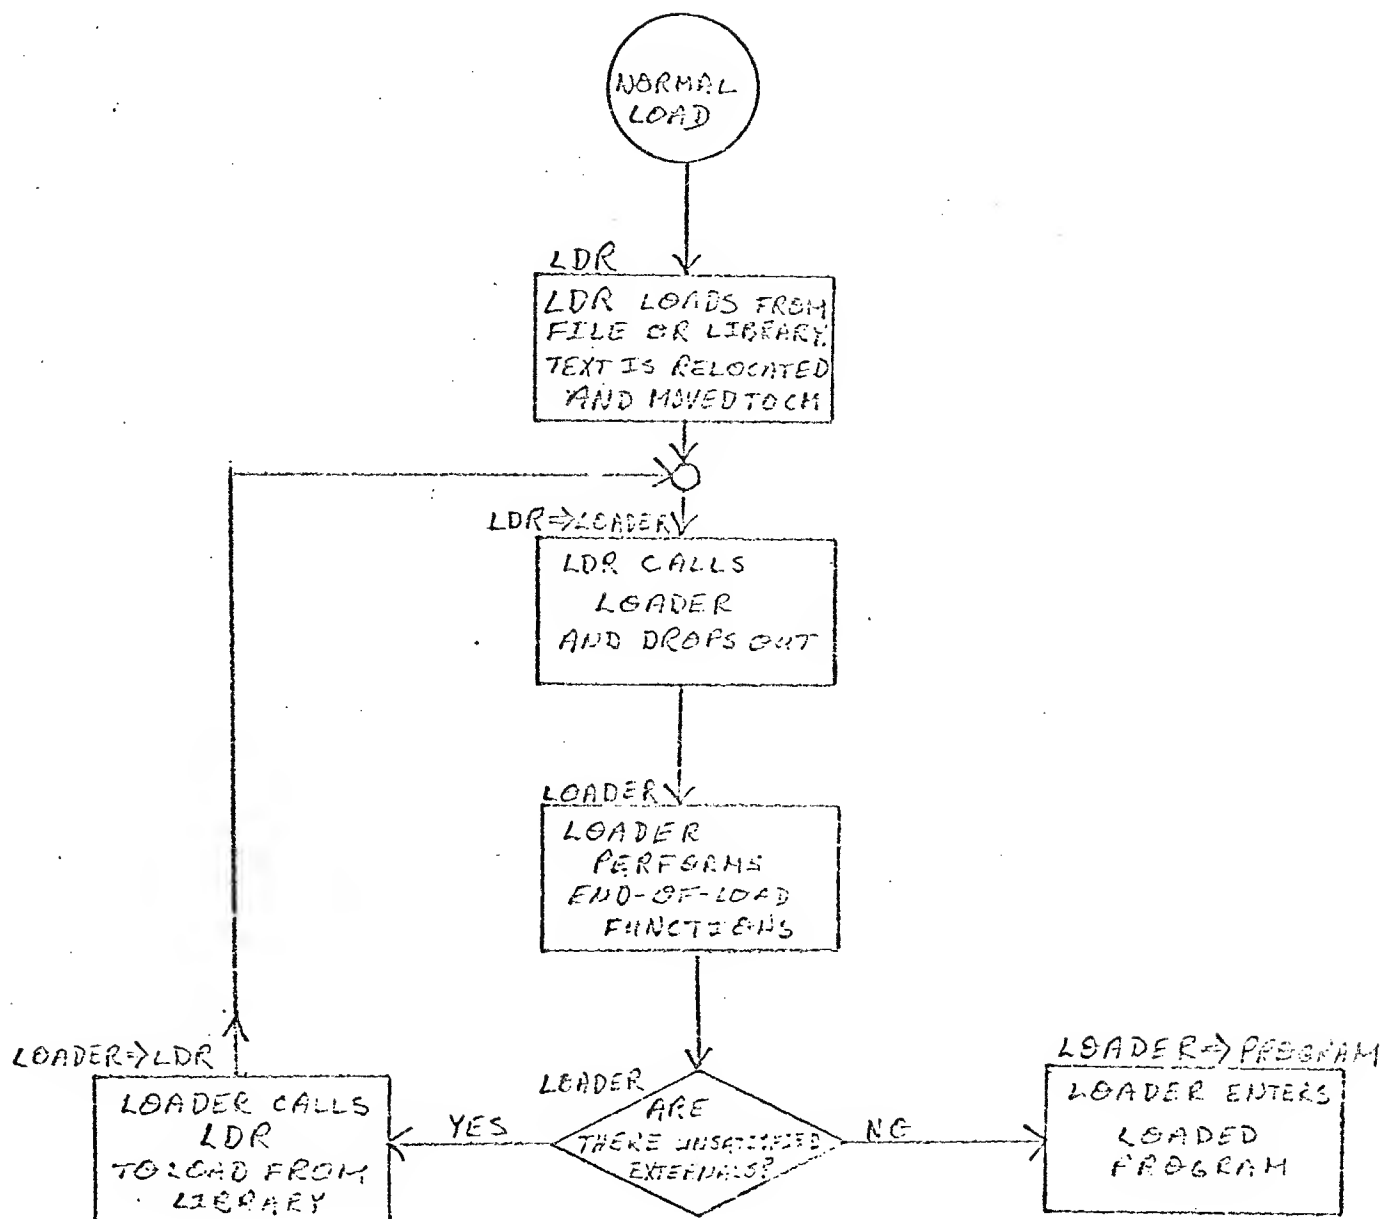 NORMAL
LOAD
LDR
LDR LOADS FROM
FILE OR LIBRARY.
TEXT IS RELOCATED
AND MOVED TO CM
LDR⇒LOADER
LDR CALLS
LOADER
AND DROPS OUT
LOADER
LOADER
PERFORMS
END-OF-LOAD
FUNCTIONS
LOADER
ARE
THERE UNSATISFIED
EXTERNALS?
YES
NO
LOADER⇒LDR
LOADER CALLS
LDR
TO LOAD FROM
LIBRARY
LOADER⇒PROGRAM
LOADER ENTERS
LOADED
PROGRAM